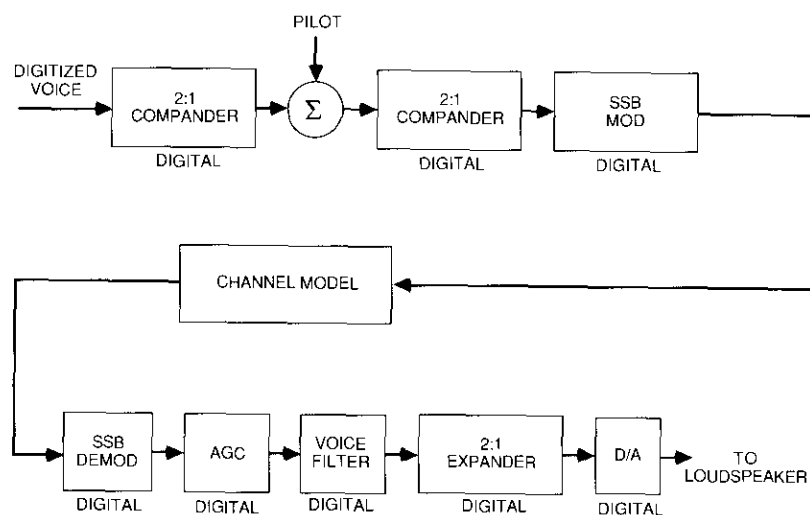 PILOT
DIGITIZED
VOICE
2:1
COMPANDER
DIGITAL
Σ
2:1
COMPANDER
DIGITAL
SSB
MOD
DIGITAL
CHANNEL MODEL
SSB
DEMOD
DIGITAL
AGC
DIGITAL
VOICE
FILTER
DIGITAL
2:1
EXPANDER
DIGITAL
D/A
DIGITAL
TO
LOUDSPEAKER